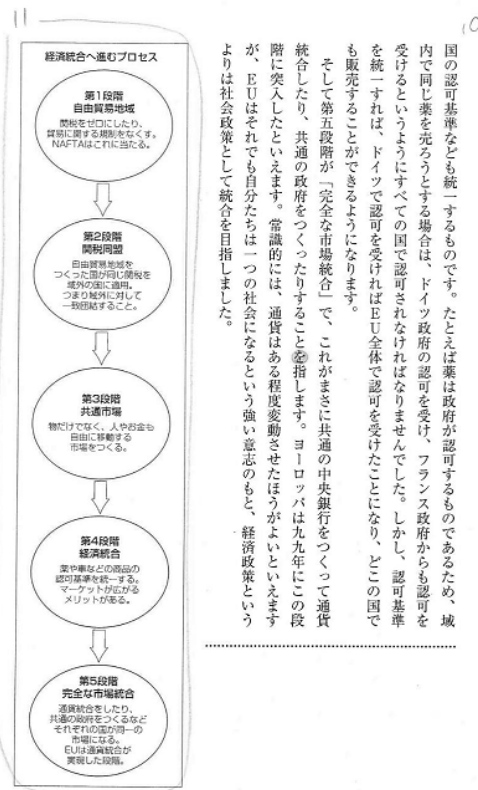 国の認可基準なども統一するものです。たとえば薬は政府が認可するものであるため、域
内で同じ薬を売ろうとする場合は、ドイツ政府の認可を受け、フランス政府からも認可を
受けるというようにすべての国で認可されなければなりませんでした。しかし、認可基準
を統一すれば、ドイツで認可を受ければEU全体で認可を受けたことになり、どこの国で
も販売することができるようになります。
そして第五段階が「完全な市場統合」で、これがまさに共通の中央銀行をつくって通貨
統合したり、共通の政府をつくったりすることを指します。ヨーロッパは九九年にこの段
階に突入したといえます。常識的には、通貨はある程度変動させたほうがよいといえます
が、EUはそれでも自分たちは一つの社会になるという強い意志のもと、経済政策という
よりは社会政策として統合を目指しました。
11
経済統合へ進むプロセス
第1段階
自由貿易地域
関税をゼロにしたり、
貿易に関する規制をなくす。
NAFTAはこれに当たる。
第2段階
関税同盟
自由貿易地域を
つくった国が同じ関税を
域外の国に適用。
つまり域外に対して
一致団結すること。
第3段階
共通市場
物だけでなく、人やお金も
自由に移動する
市場をつくる。
第4段階
経済統合
薬や車などの商品の
認可基準を統一する。
マーケットが広がる
メリットがある。
第5段階
完全な市場統合
通貨統合をしたり、
共通の政府をつくるなど
それぞれの国が同一の
市場になる。
EUは通貨統合が
実現した段階。